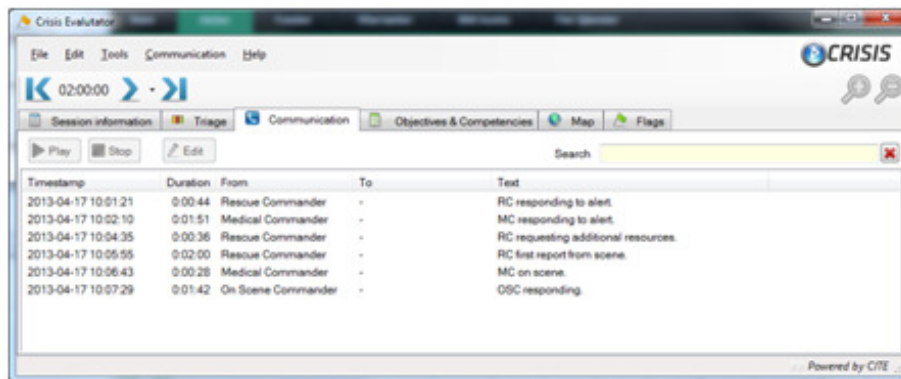 Crisis Evalutator
File Edit Tools Communication Help
CRISIS
02:00:00
Session information Triage Communication Objectives & Competencies Map Flags
Play Stop Edit Search
Timestamp Duration From To Text
2013-04-17 10:01:21 0:00:44 Rescue Commander - RC responding to alert.
2013-04-17 10:02:10 0:01:51 Medical Commander - MC responding to alert.
2013-04-17 10:04:35 0:00:36 Rescue Commander - RC requesting additional resources.
2013-04-17 10:05:55 0:02:00 Rescue Commander - RC first report from scene.
2013-04-17 10:06:43 0:00:28 Medical Commander - MC on scene.
2013-04-17 10:07:29 0:01:42 On Scene Commander - OSC responding.
Powered by CITE